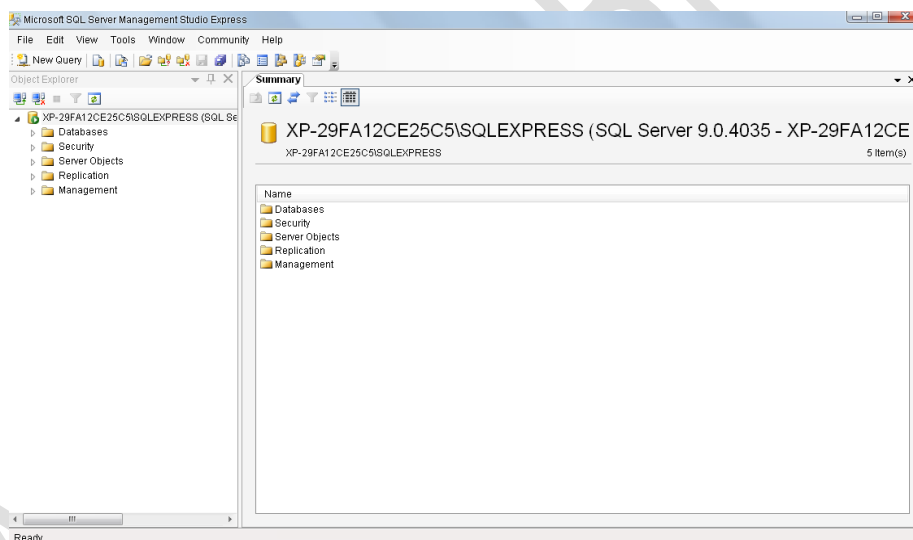 Microsoft SQL Server Management Studio Express
File Edit View Tools Window Community Help
New Query
Object Explorer
Summary
XP-29FA12CE25C5\SQLEXPRESS (SQL Se
Databases
Security
Server Objects
Replication
Management
XP-29FA12CE25C5\SQLEXPRESS (SQL Server 9.0.4035 - XP-29FA12CE
XP-29FA12CE25C5\SQLEXPRESS 5 Item(s)
Name
Databases
Security
Server Objects
Replication
Management
Ready